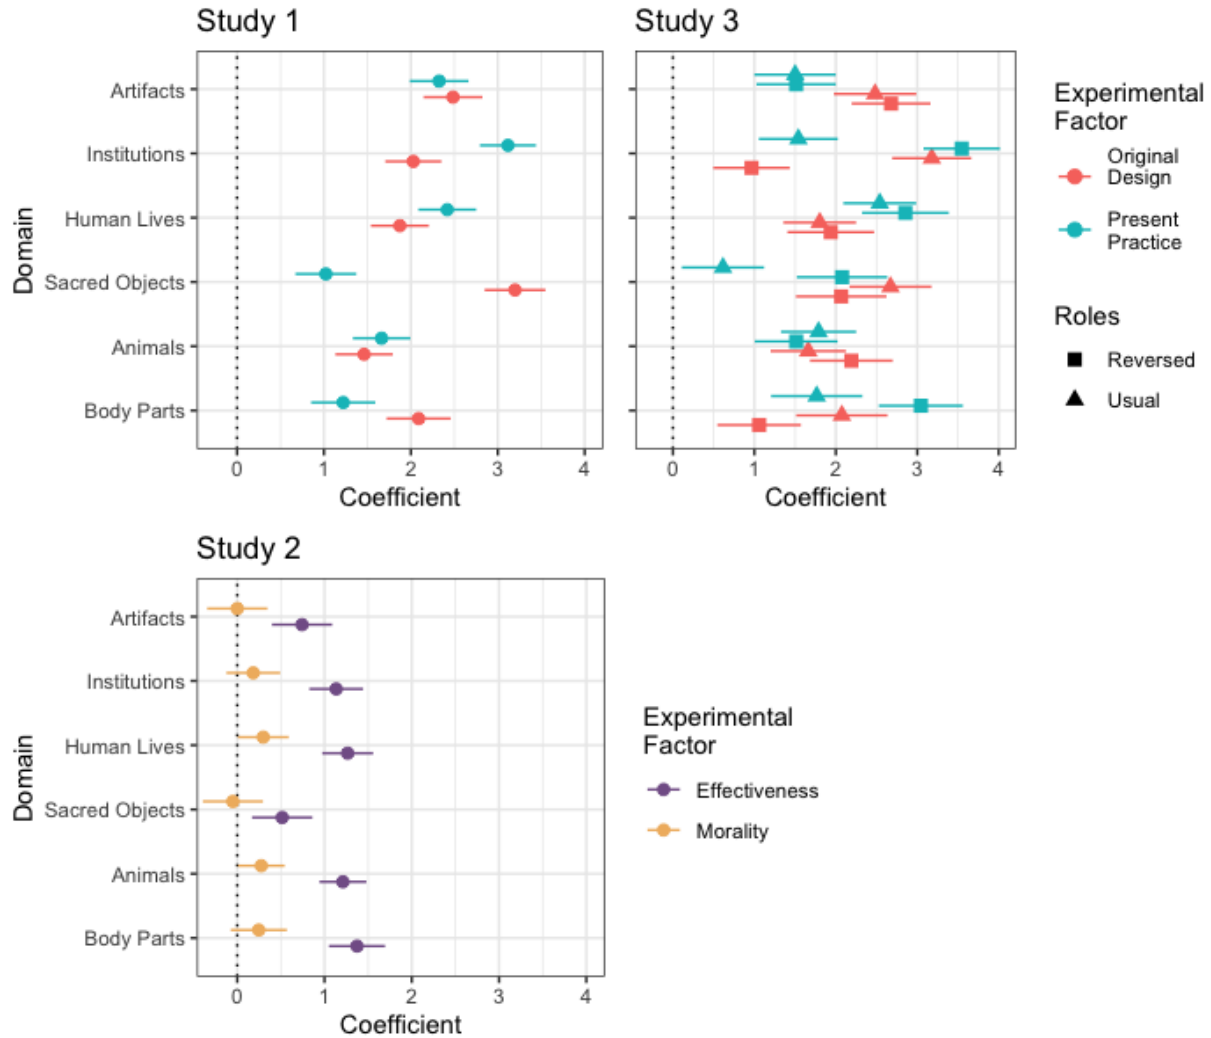 Study 1
Domain
Artifacts
Institutions
Human Lives
Sacred Objects
Animals
Body Parts
0 1 2 3 4
Coefficient
Study 3
0 1 2 3 4
Coefficient
Experimental
Factor
Original
Design
Present
Practice
Roles
Reversed
Usual
Study 2
Domain
Artifacts
Institutions
Human Lives
Sacred Objects
Animals
Body Parts
0 1 2 3 4
Coefficient
Experimental
Factor
Effectiveness
Morality